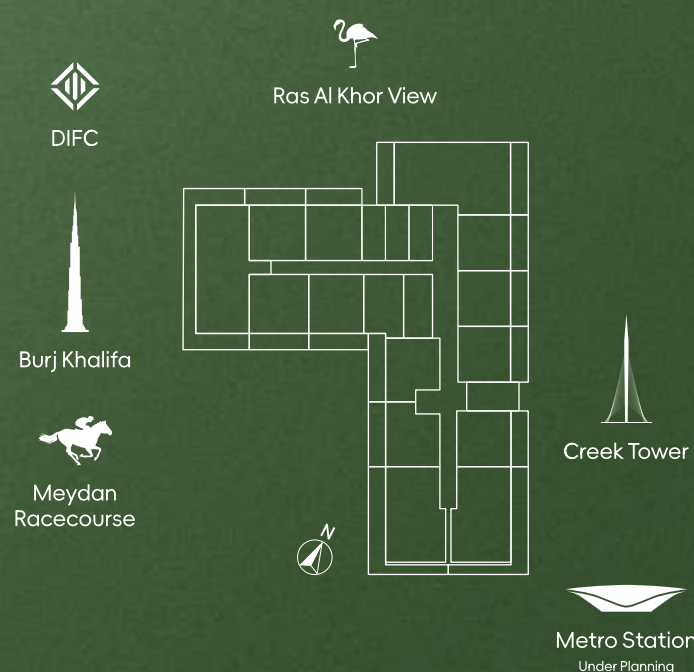 Ras Al Khor View
DIFC
Burj Khalifa
Creek Tower
Meydan
Racecourse
N
Metro Station
Under Planning